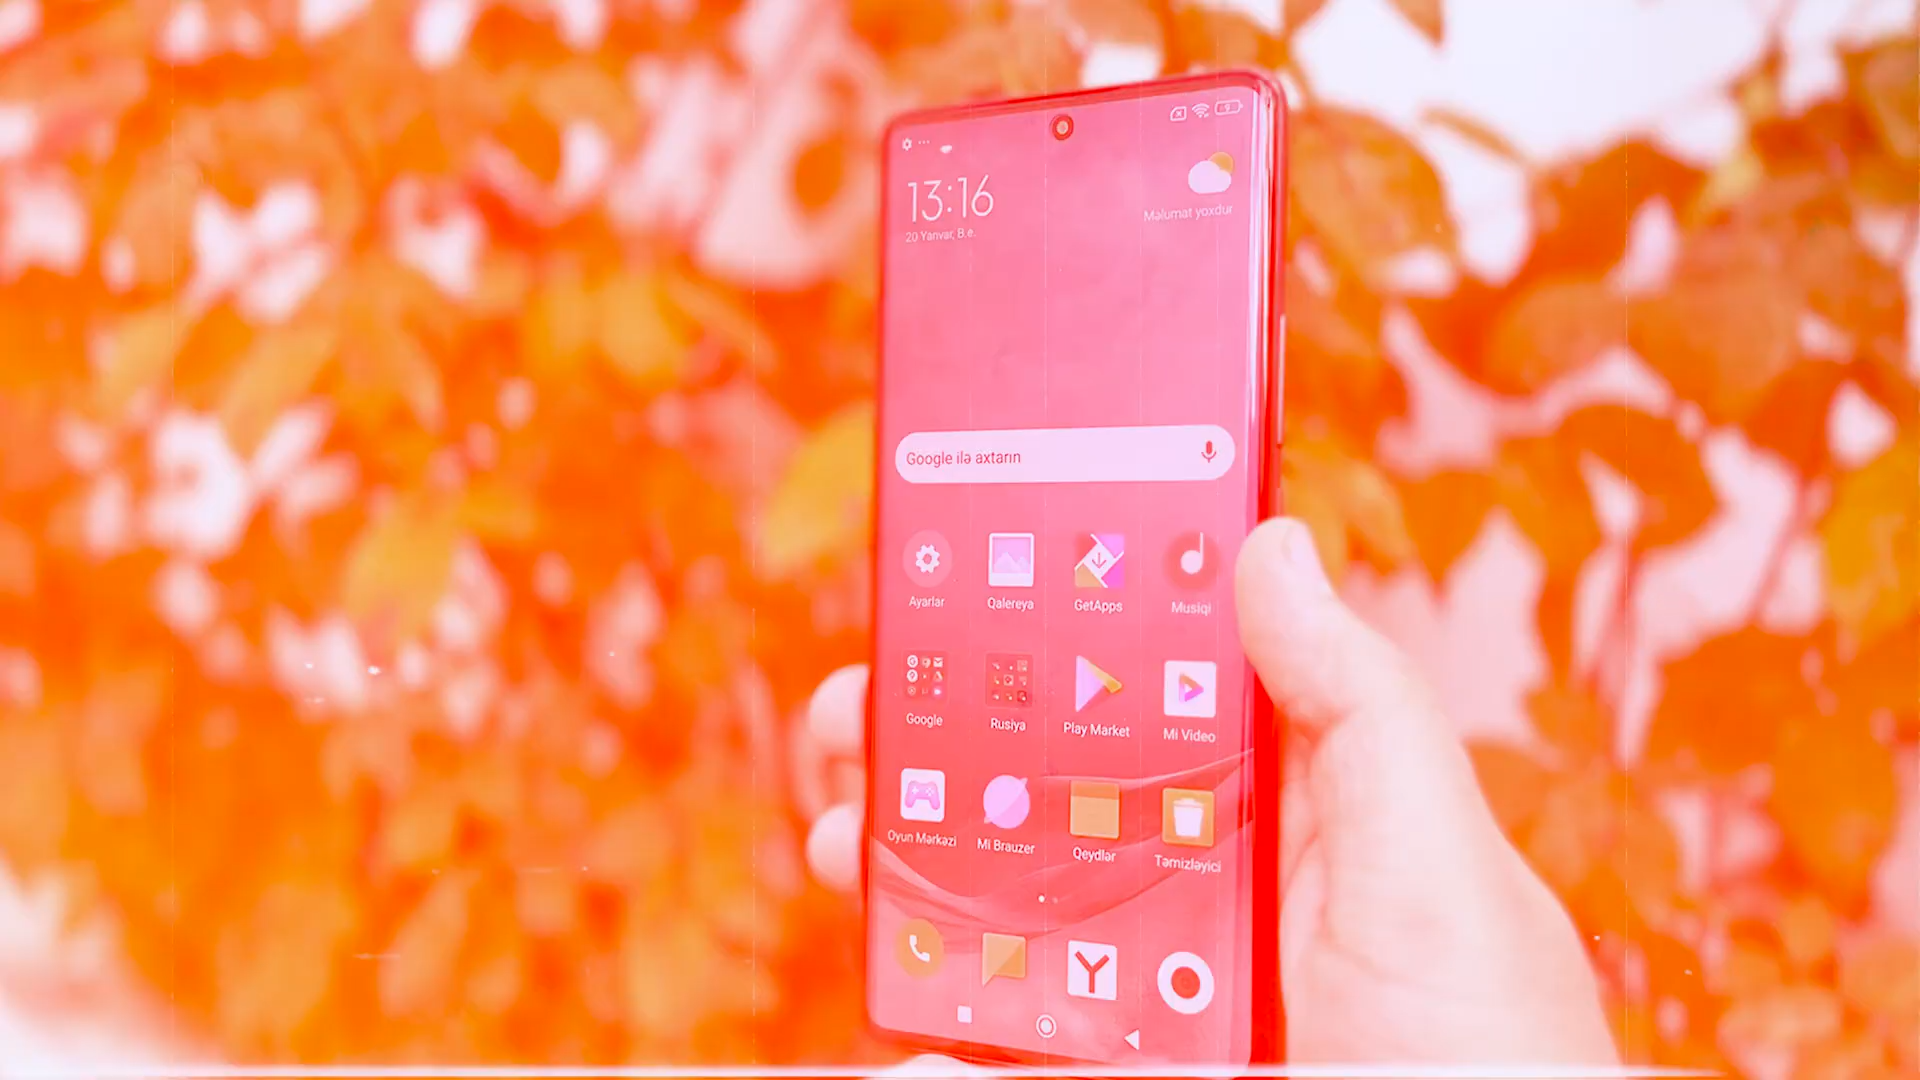 13:16
20 Yanvar, B.e.
Məlumat yoxdur
Google ilə axtarın
Ayarlar
Qalereya
GetApps
Musiqi
Google
Rusiya
Play Market
Mi Video
Oyun Mərkəzi
Mi Brauzer
Qeydlər
Təmizləyici